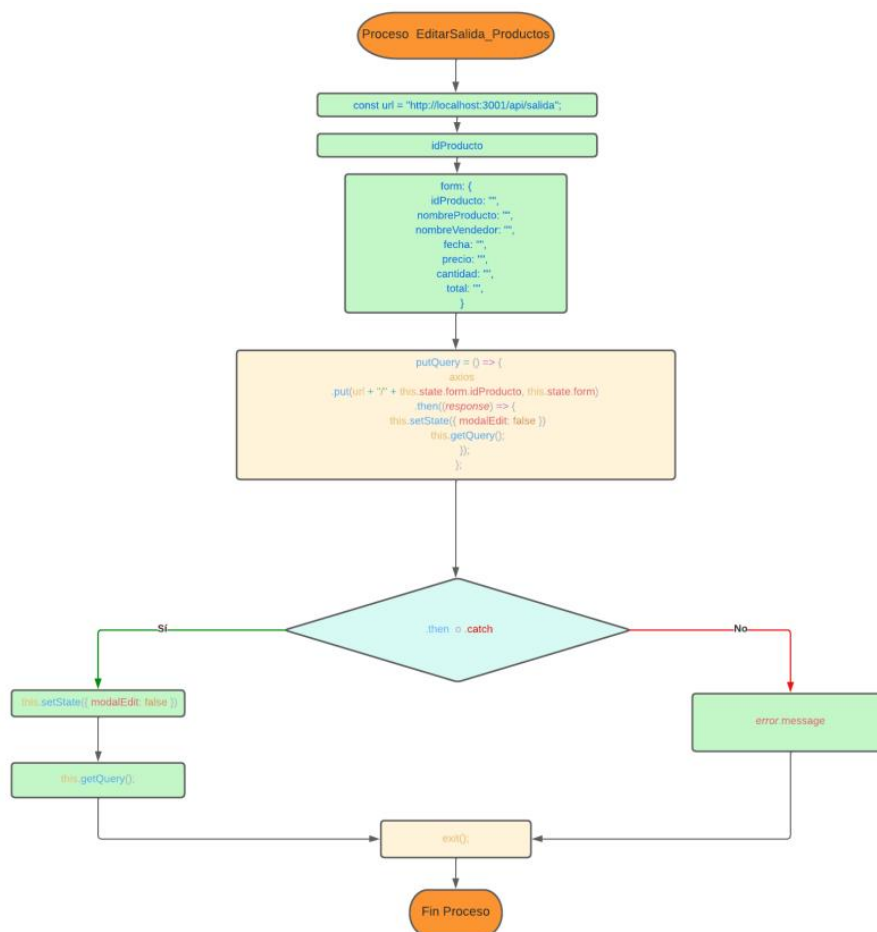 Proceso EditarSalida_Productos
const url = "http://localhost:3001/api/salida";
idProducto
form: {
idProducto: "",
nombreProducto: "",
nombreVendedor: "",
fecha: "",
precio: "",
cantidad: "",
total: "",
}
putQuery = () => {
axios
.put(url + "/" + this.state.form.idProducto, this.state.form)
.then((response) => {
this.setState({ modalEdit: false })
this.getQuery();
});
};
.then o .catch
Sí
No
this.setState({ modalEdit: false })
error.message
this.getQuery();
exit();
Fin Proceso